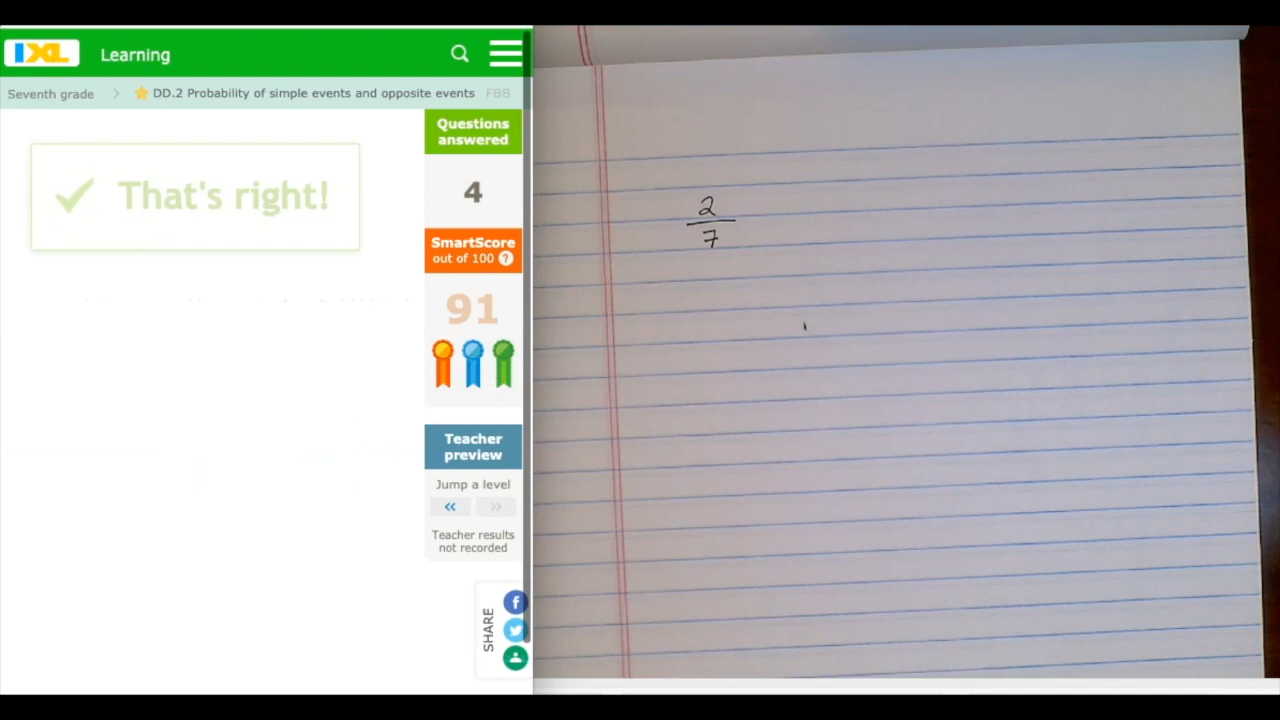 IXL Learning
Seventh grade > DD.2 Probability of simple events and opposite events F88
That's right!
Questions
answered
4
SmartScore
out of 100 ?
91
Teacher
preview
Jump a level
<< >>
Teacher results
not recorded
SHARE
f
2
7